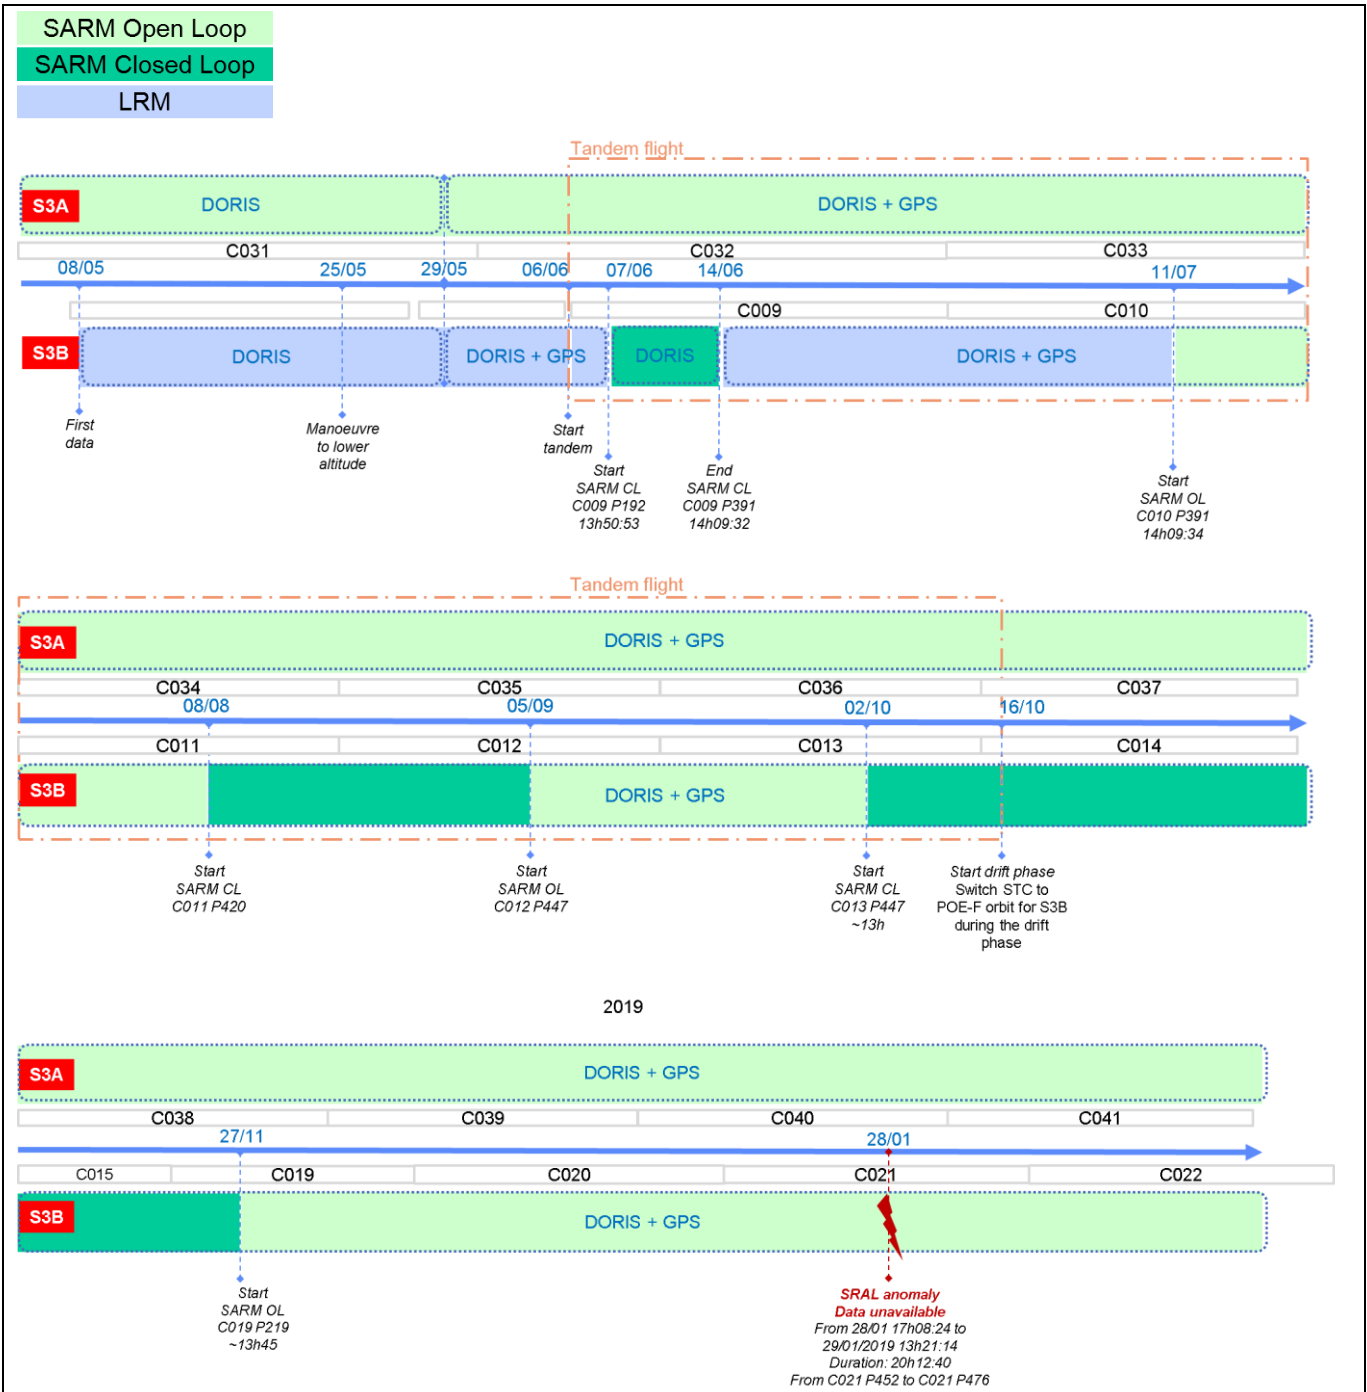 SARM Open Loop
SARM Closed Loop
LRM
Tandem flight
S3A
DORIS
DORIS + GPS
C031
C032
C033
08/05
25/05
29/05
06/06
07/06
14/06
11/07
C009
C010
S3B
DORIS
DORIS + GPS
DORIS
DORIS + GPS
First
data
Manoeuvre
to lower
altitude
Start
tandem
Start
SARM CL
C009 P192
13h50:53
End
SARM CL
C009 P391
14h09:32
Start
SARM OL
C010 P391
14h09:34
Tandem flight
S3A
DORIS + GPS
C034
C035
C036
C037
08/08
05/09
02/10
16/10
C011
C012
C013
C014
S3B
DORIS + GPS
Start
SARM CL
C011 P420
Start
SARM OL
C012 P447
Start
SARM CL
C013 P447
~13h
Start drift phase
Switch STC to
POE-F orbit for S3B
during the drift
phase
2019
S3A
DORIS + GPS
C038
C039
C040
C041
27/11
28/01
C015
C019
C020
C021
C022
S3B
DORIS + GPS
Start
SARM OL
C019 P219
~13h45
SRAL anomaly
Data unavailable
From 28/01 17h08:24 to
29/01/2019 13h21:14
Duration: 20h12:40
From C021 P452 to C021 P476